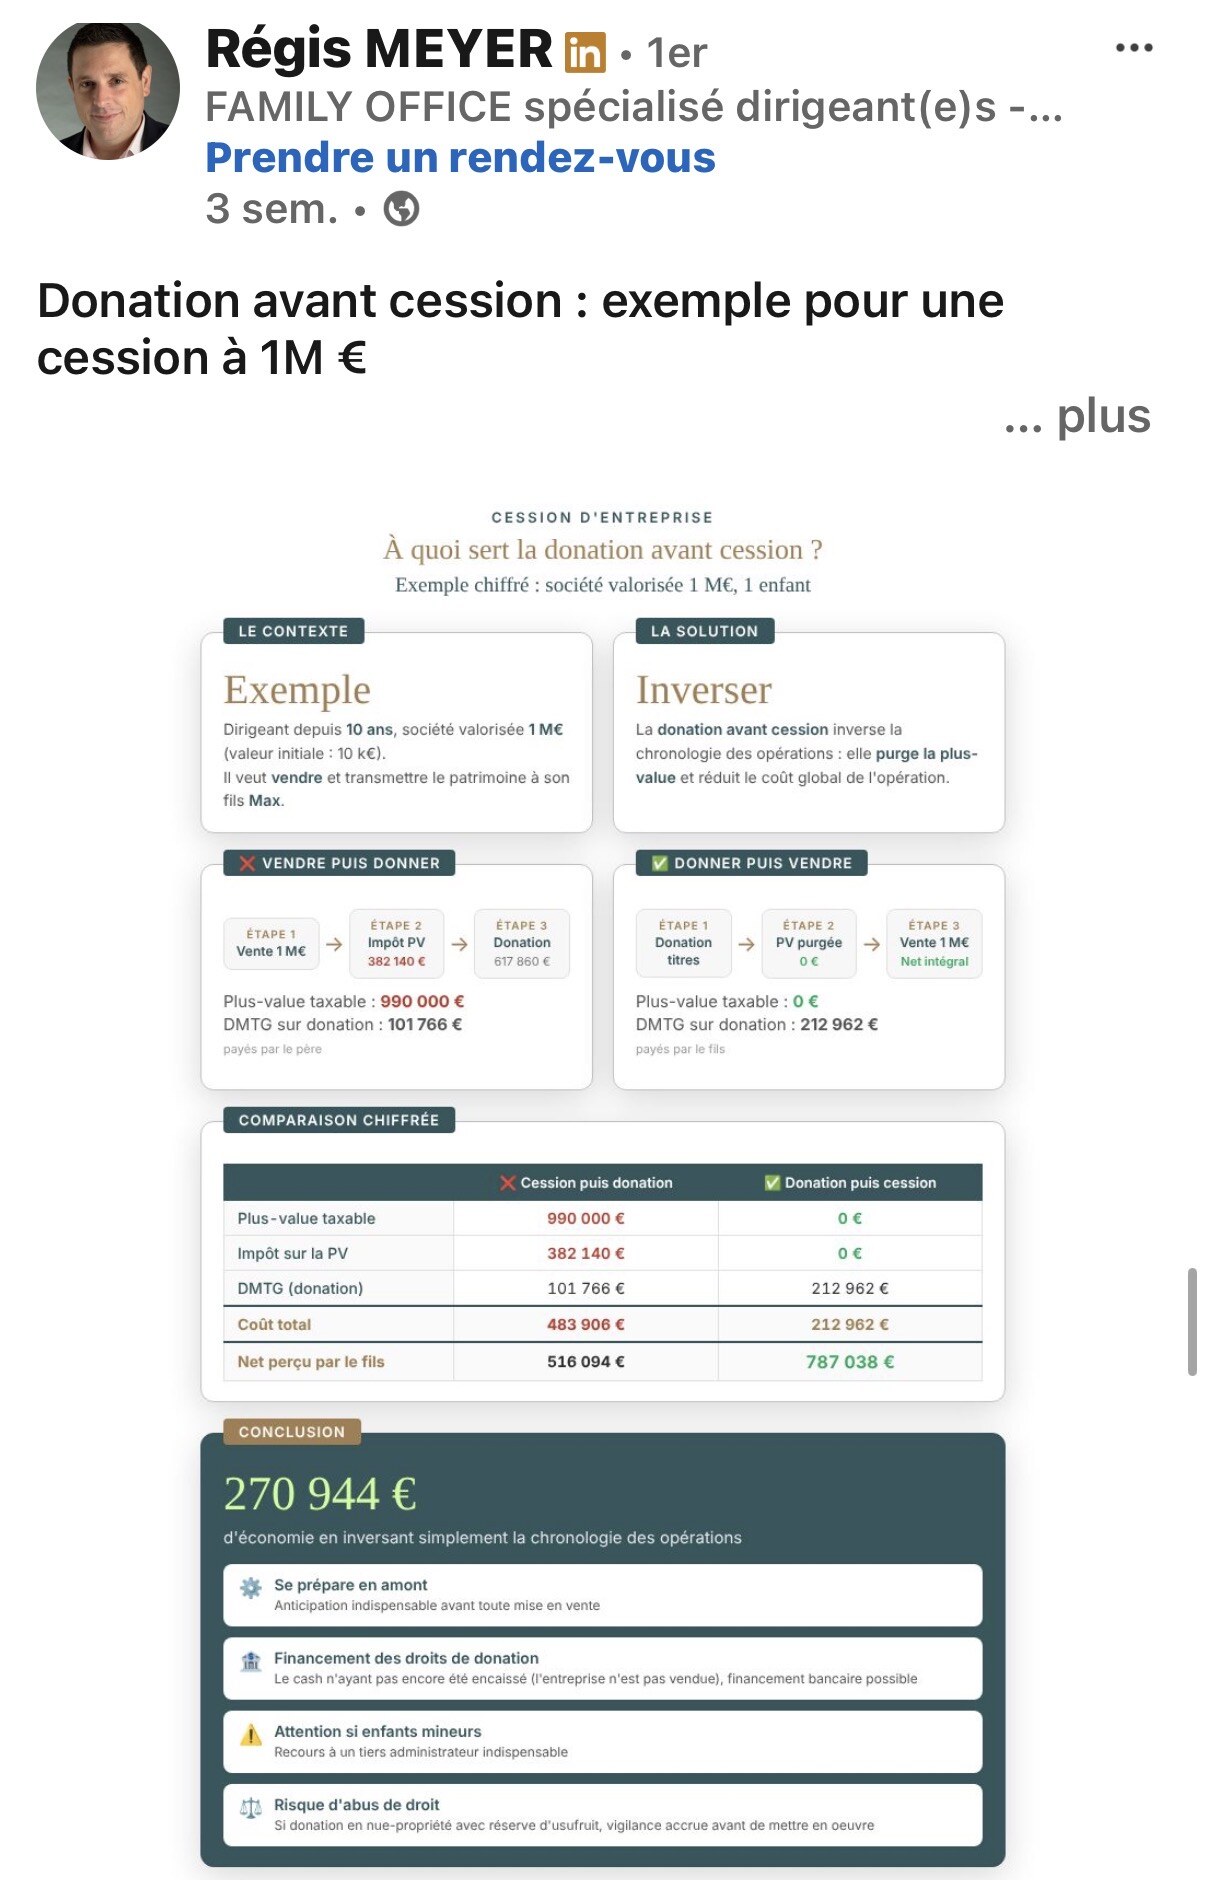 Régis MEYER in • 1er
FAMILY OFFICE spécialisé dirigeant(e)s -...
Prendre un rendez-vous
3 sem. •
Donation avant cession : exemple pour une
cession à 1M €
... plus
CESSION D'ENTREPRISE
À quoi sert la donation avant cession ?
Exemple chiffré : société valorisée 1 M€, 1 enfant
LE CONTEXTE
Exemple
Dirigeant depuis 10 ans, société valorisée 1 M€
(valeur initiale : 10 k€).
Il veut vendre et transmettre le patrimoine à son
fils Max.
LA SOLUTION
Inverser
La donation avant cession inverse la
chronologie des opérations : elle purge la plus-
value et réduit le coût global de l'opération.
❌ VENDRE PUIS DONNER
ÉTAPE 1
Vente 1 M€
→
ÉTAPE 2
Impôt PV
382 140 €
→
ÉTAPE 3
Donation
617 860 €
Plus-value taxable : 990 000 €
DMTG sur donation : 101 766 €
payés par le père
✅ DONNER PUIS VENDRE
ÉTAPE 1
Donation
titres
→
ÉTAPE 2
PV purgée
0 €
→
ÉTAPE 3
Vente 1 M€
Net intégral
Plus-value taxable : 0 €
DMTG sur donation : 212 962 €
payés par le fils
COMPARAISON CHIFFRÉE
❌ Cession puis donation ✅ Donation puis cession
Plus-value taxable 990 000 € 0 €
Impôt sur la PV 382 140 € 0 €
DMTG (donation) 101 766 € 212 962 €
Coût total 483 906 € 212 962 €
Net perçu par le fils 516 094 € 787 038 €
CONCLUSION
270 944 €
d'économie en inversant simplement la chronologie des opérations
Se prépare en amont
Anticipation indispensable avant toute mise en vente
Financement des droits de donation
Le cash n'ayant pas encore été encaissé (l'entreprise n'est pas vendue), financement bancaire possible
Attention si enfants mineurs
Recours à un tiers administrateur indispensable
Risque d'abus de droit
Si donation en nue-propriété avec réserve d'usufruit, vigilance accrue avant de mettre en oeuvre